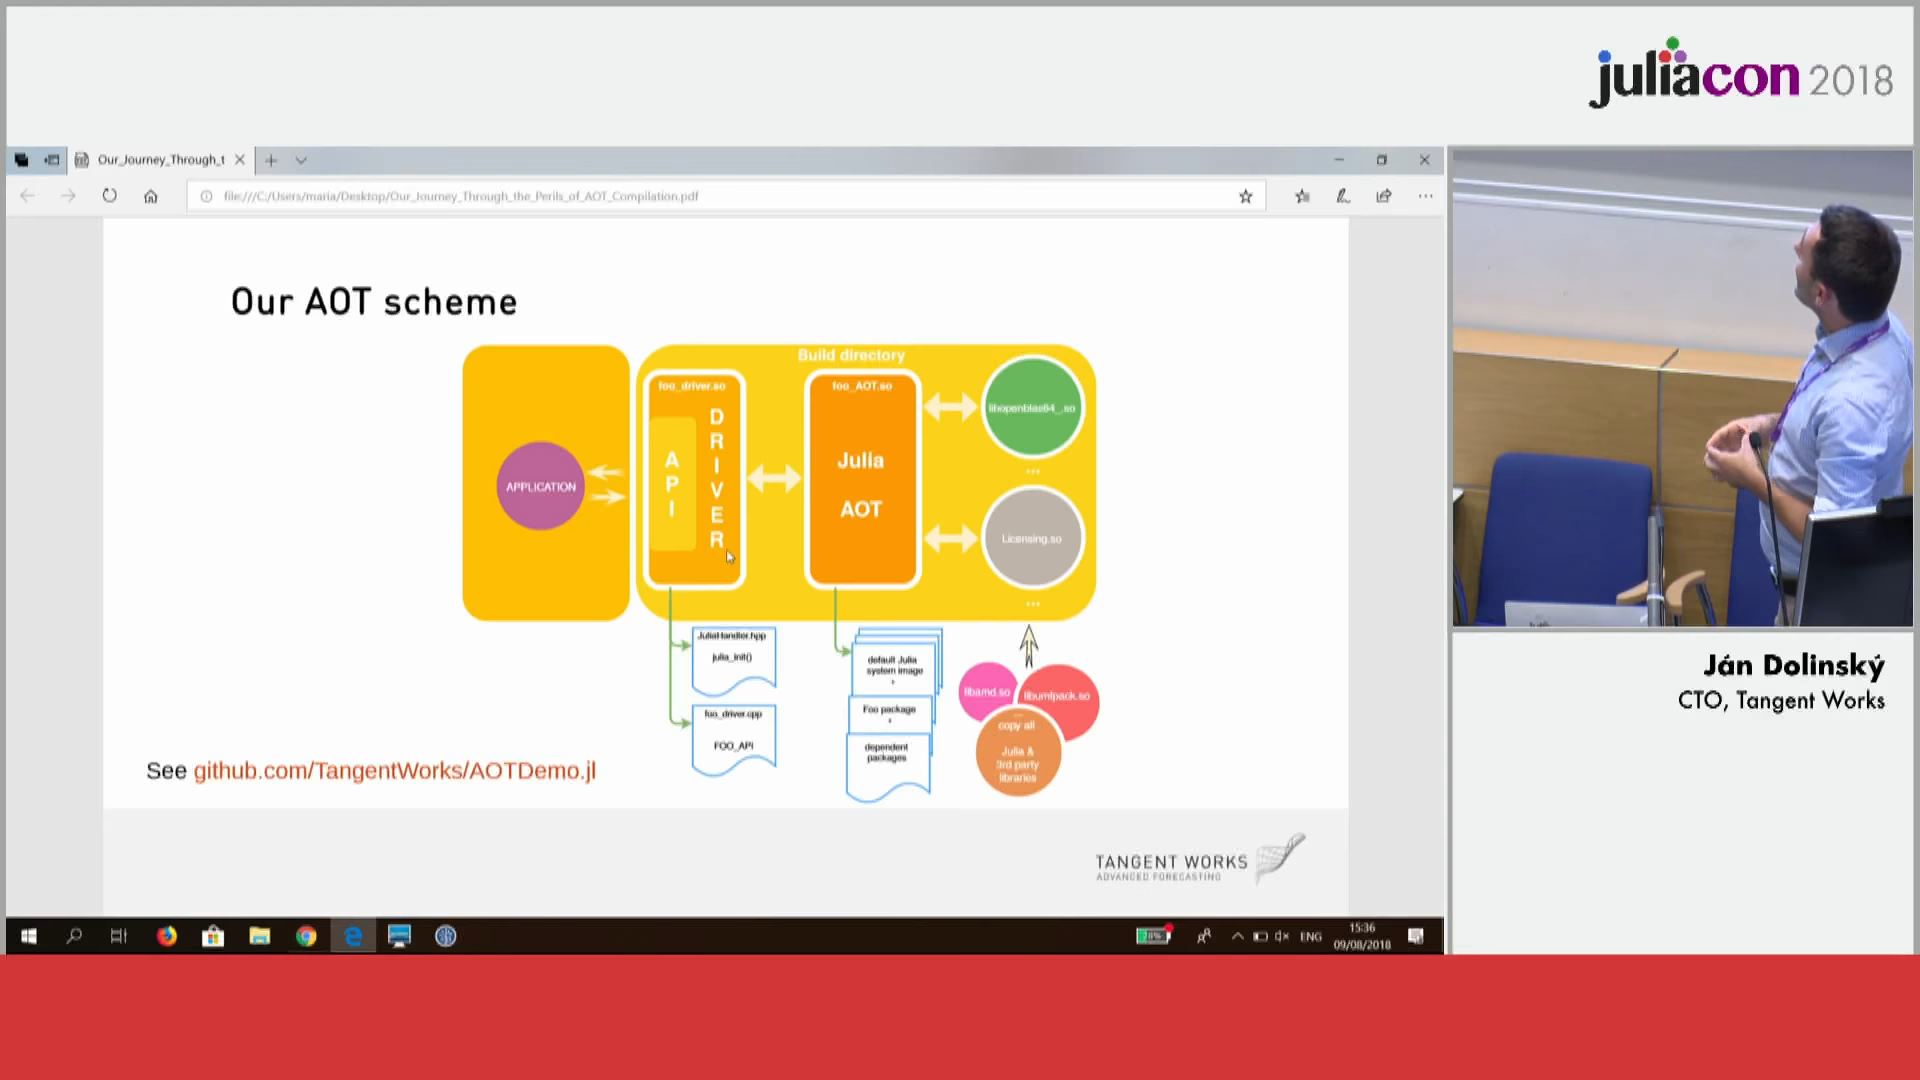 juliacon 2018
Our_Journey_Through_t
file:///C:/Users/maria/Desktop/Our_Journey_Through_the_Perils_of_AOT_Compilation.pdf
Our AOT scheme
Build directory
foo_driver.so
foo_AOT.so
libopenblas64_.so
API
DRIVER
Julia
AOT
APPLICATION
...
Licensing.so
...
JuliaHandler.hpp
julia_init()
default Julia
system image
+
Foo package
+
dependent
packages
foo_driver.cpp
FOO_API
libamd.so
libumfpack.so
...
copy all
Julia &
3rd party
libraries
See github.com/TangentWorks/AOTDemo.jl
TANGENT WORKS
ADVANCED FORECASTING
Ján Dolinský
CTO, Tangent Works
78%
ENG
15:36
09/08/2018